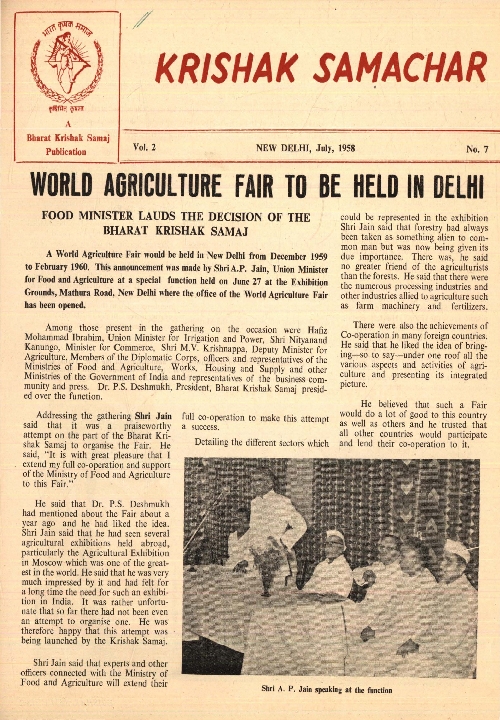 भारत कृषक समाज
कृषिमित कृषस्व
A
Bharat Krishak Samaj
Publication
KRISHAK SAMACHAR
Vol. 2
NEW DELHI, July, 1958
No. 7
WORLD AGRICULTURE FAIR TO BE HELD IN DELHI
FOOD MINISTER LAUDS THE DECISION OF THE
BHARAT KRISHAK SAMAJ
A World Agriculture Fair would be held in New Delhi from December 1959
to February 1960. This announcement was made by Shri A.P. Jain, Union Minister
for Food and Agriculture at a special function held on June 27 at the Exhibition
Grounds, Mathura Road, New Delhi where the office of the World Agriculture Fair
has been opened.
Among those present in the gathering on the occasion were Hafiz
Mohammad Ibrahim, Union Minister for Irrigation and Power, Shri Nityanand
Kanungo, Minister for Commerce, Shri M.V. Krishnappa, Deputy Minister for
Agriculture, Members of the Diplomatic Corps, officers and representatives of the
Ministries of Food and Agriculture, Works, Housing and Supply and other
Ministries of the Government of India and representatives of the business com-
munity and press. Dr. P.S. Deshmukh, President, Bharat Krishak Samaj presid-
ed over the function.
Addressing the gathering Shri Jain
said that it was a praiseworthy
attempt on the part of the Bharat Kri-
shak Samaj to organise the Fair. He
said, "It is with great pleasure that I
extend my full co-operation and support
of the Ministry of Food and Agriculture
to this Fair."
He said that Dr. P.S. Deshmukh
had mentioned about the Fair about a
year ago and he had liked the idea.
Shri Jain said that he had seen several
agricultural exhibitions held abroad,
particularly the Agricultural Exhibition
in Moscow which was one of the great-
est in the world. He said that he was very
much impressed by it and had felt for
a long time the need for such an exhibi-
tion in India. It was rather unfortu-
nate that so far there had not been even
an attempt to organise one. He was
therefore happy that this attempt was
being launched by the Krishak Samaj.
Shri Jain said that experts and other
officers connected with the Ministry of
Food and Agriculture will extend their
full co-operation to make this attempt
a success.
Detailing the different sectors which
could be represented in the exhibition
Shri Jain said that forestry had always
been taken as something alien to com-
mon man but was now being given its
due importance. There was, he said
no greater friend of the agriculturists
than the forests. He said that there were
the numerous processing industries and
other industries allied to agriculture such
as farm machinery and fertilizers.
There were also the achievements of
Co-operation in many foreign countries.
He said that he liked the idea of bring-
ing—so to say—under one roof all the
various aspects and activities of agri-
culture and presenting its integrated
picture.
He believed that such a Fair
would do a lot of good to this country
as well as others and he trusted that
all other countries would participate
and lend their co-operation to it.
Shri A. P. Jain speaking at the function